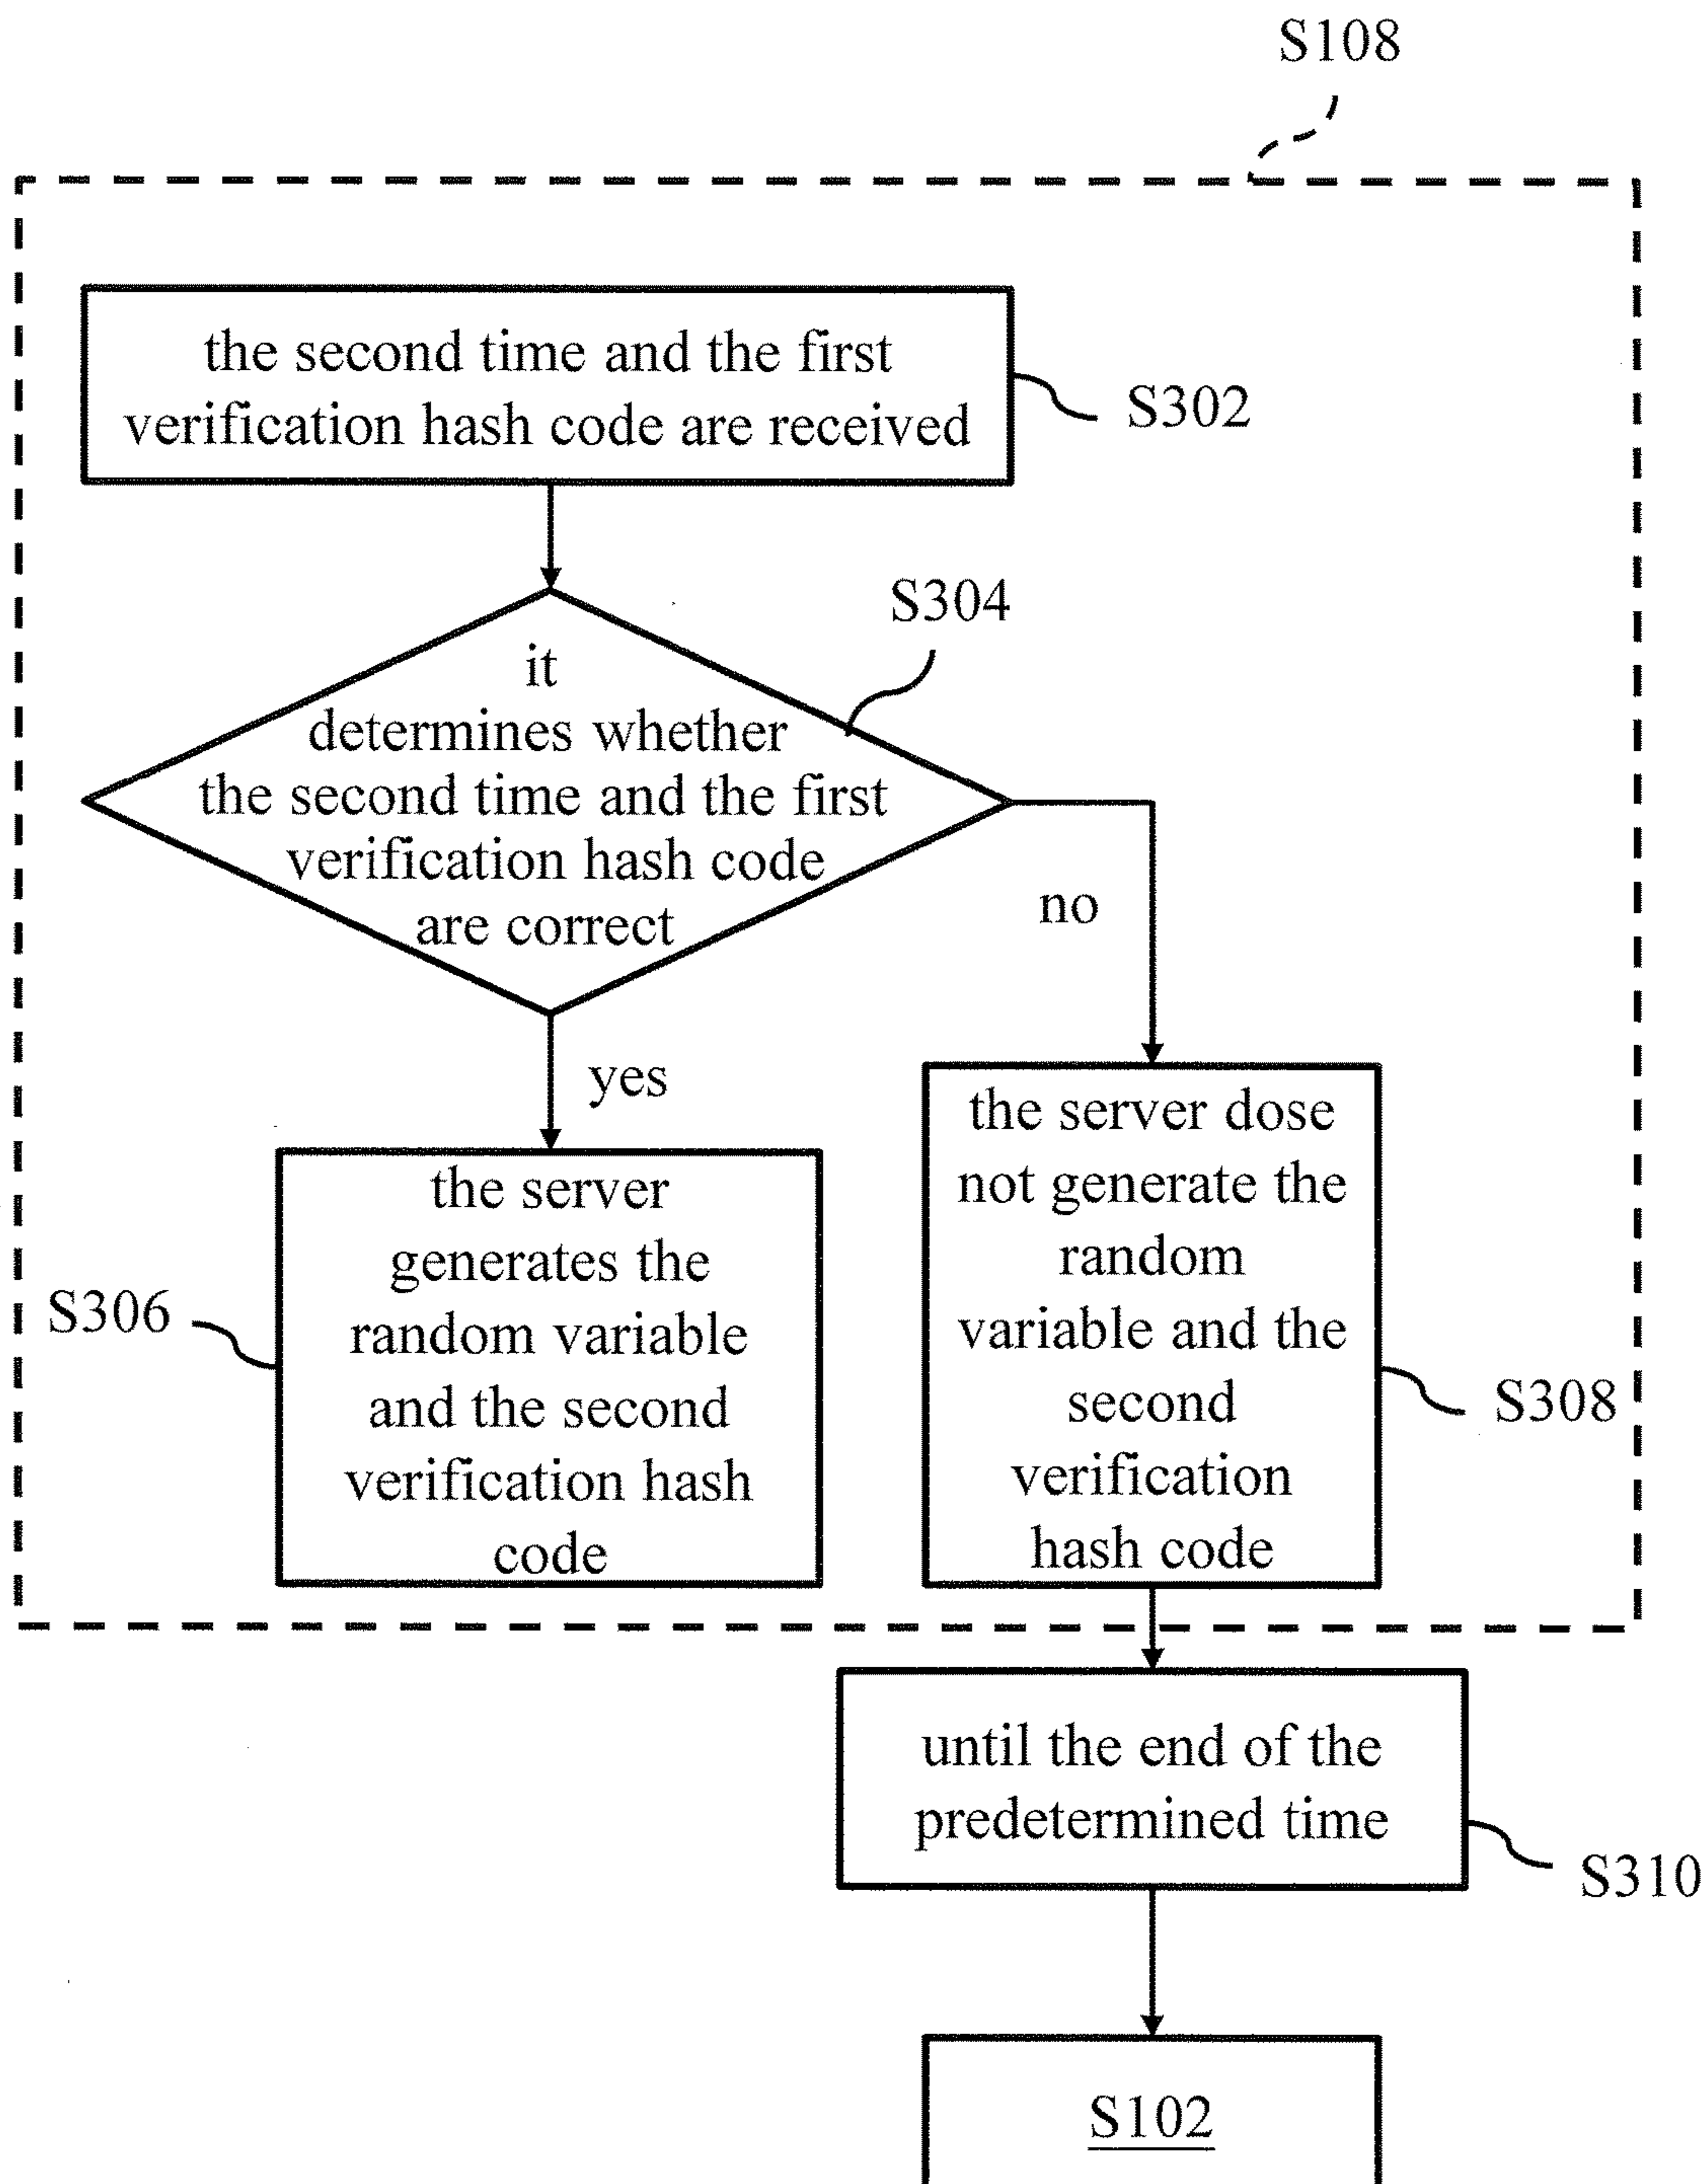 S108
the second time and the first
verification hash code are received
S302
S304
it
determines whether
the second time and the first
verification hash code
are correct
no
yes
the server
generates the
random variable
and the second
verification hash
code
S306
the server dose
not generate the
random
variable and the
second
verification
hash code
S308
until the end of the
predetermined time
S310
S102